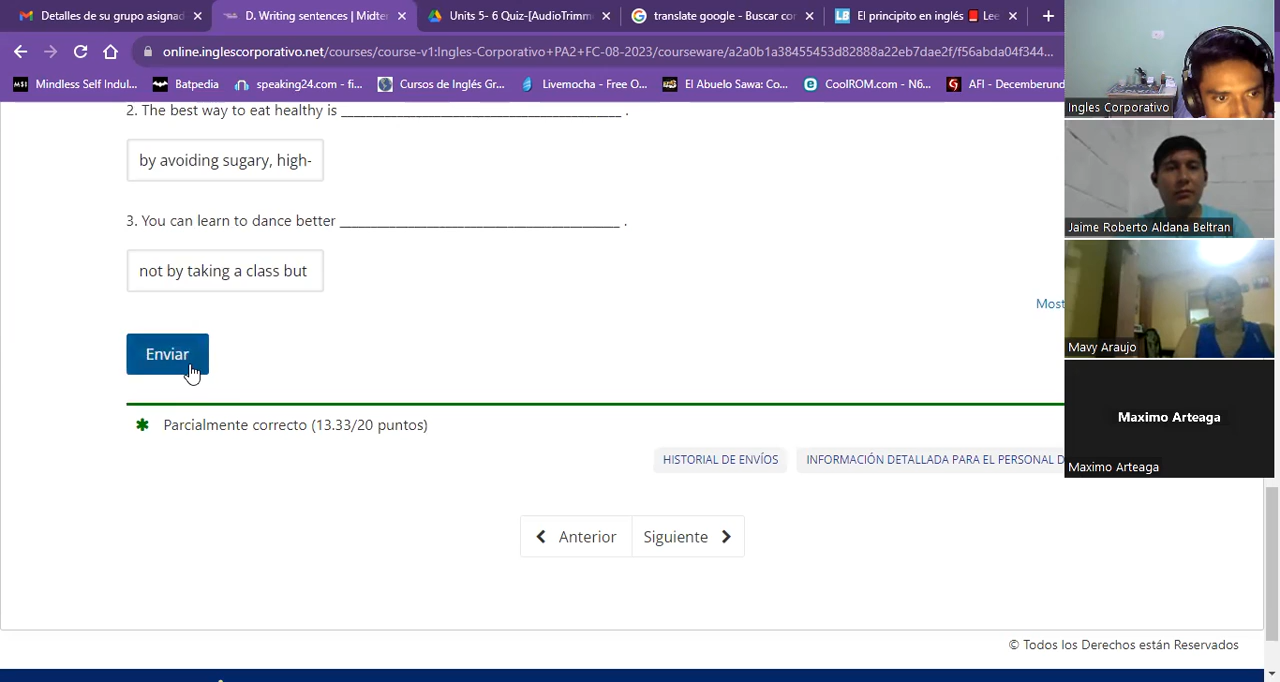 Detalles de su grupo asignad
D. Writing sentences | Midte
Units 5- 6 Quiz-[AudioTrimm
translate google - Buscar co
El principito en inglés 📕 Lee
online.inglescorporativo.net/courses/course-v1:Ingles-Corporativo+PA2+FC-08-2023/courseware/a2a0b1a38455453d82888a22eb7dae2f/f56abda04f344...
Mindless Self Indul...
Batpedia
speaking24.com - fi...
Cursos de Inglés Gr...
Livemocha - Free O...
El Abuelo Sawa: Co...
CoolROM.com - N6...
AFI - Decemberund
2. The best way to eat healthy is ________________________________________ .
by avoiding sugary, high-
3. You can learn to dance better ________________________________________ .
not by taking a class but
Most
Enviar
Parcialmente correcto (13.33/20 puntos)
HISTORIAL DE ENVÍOS
INFORMACIÓN DETALLADA PARA EL PERSONAL D
Anterior
Siguiente
© Todos los Derechos están Reservados
Ingles Corporativo
Jaime Roberto Aldana Beltran
Mavy Araujo
Maximo Arteaga
Maximo Arteaga